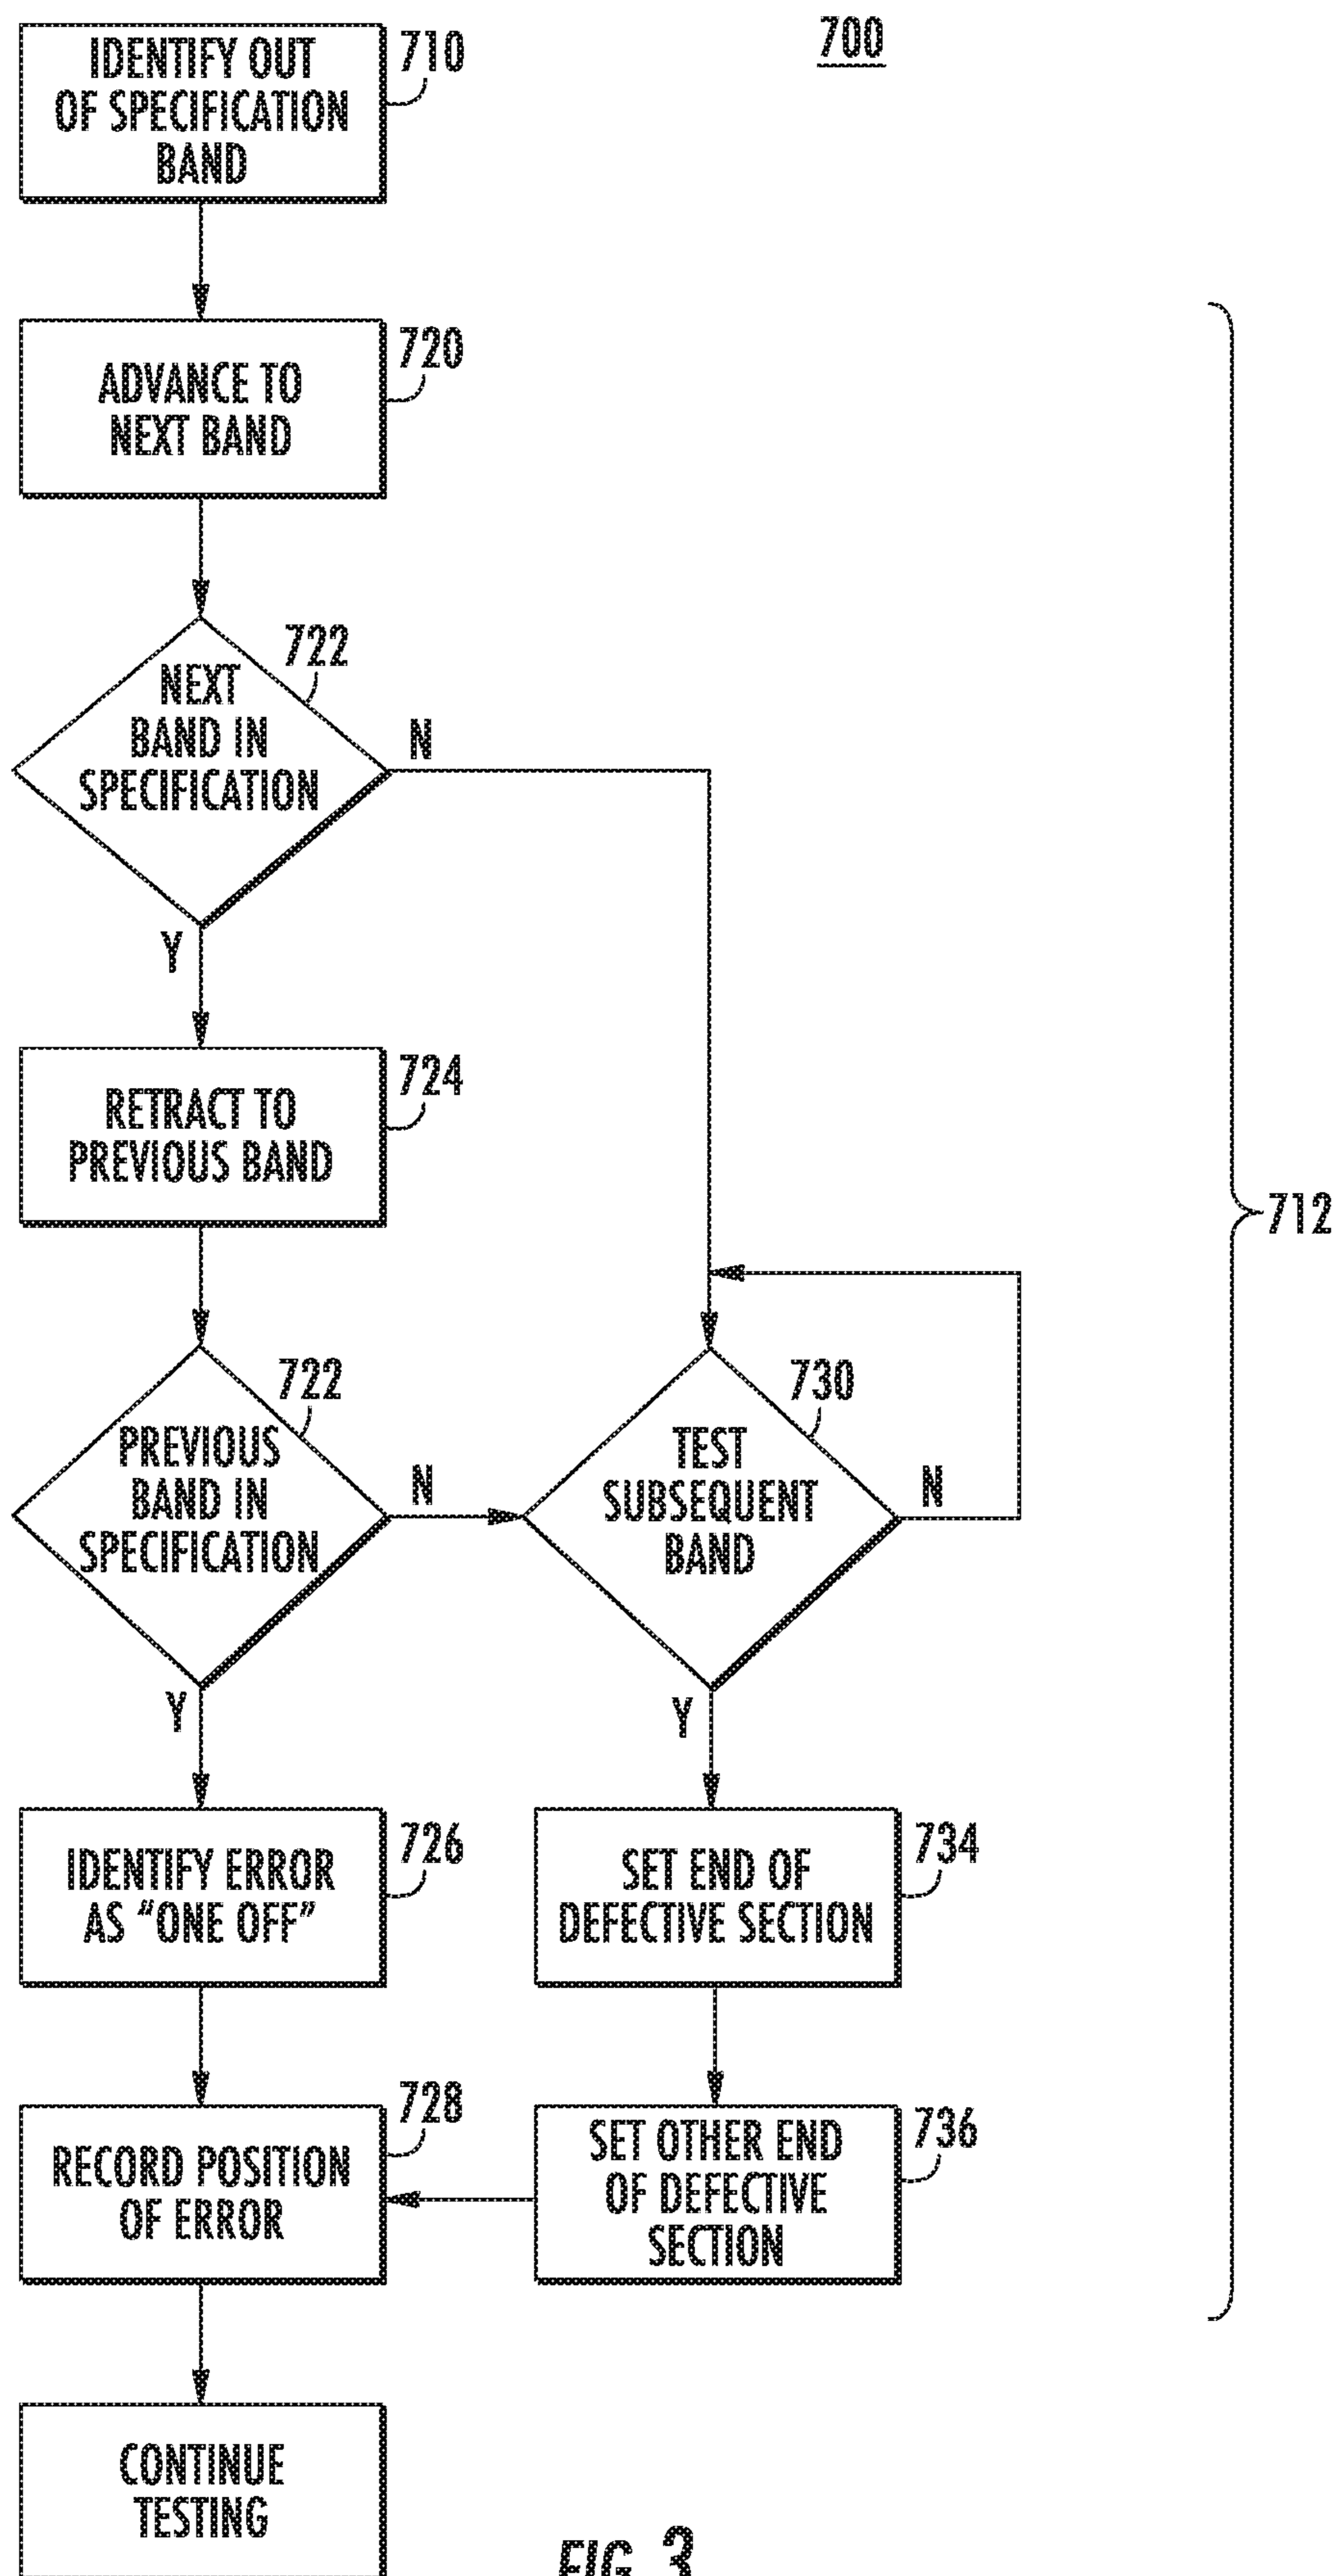 700
IDENTIFY OUT
OF SPECIFICATION
BAND
710
ADVANCE TO
NEXT BAND
720
NEXT
BAND IN
SPECIFICATION
722
N
Y
RETRACT TO
PREVIOUS BAND
724
712
PREVIOUS
BAND IN
SPECIFICATION
722
N
Y
TEST
SUBSEQUENT
BAND
730
N
Y
IDENTIFY ERROR
AS "ONE OFF"
726
SET END OF
DEFECTIVE SECTION
734
RECORD POSITION
OF ERROR
728
SET OTHER END
OF DEFECTIVE
SECTION
736
CONTINUE
TESTING
FIG. 3